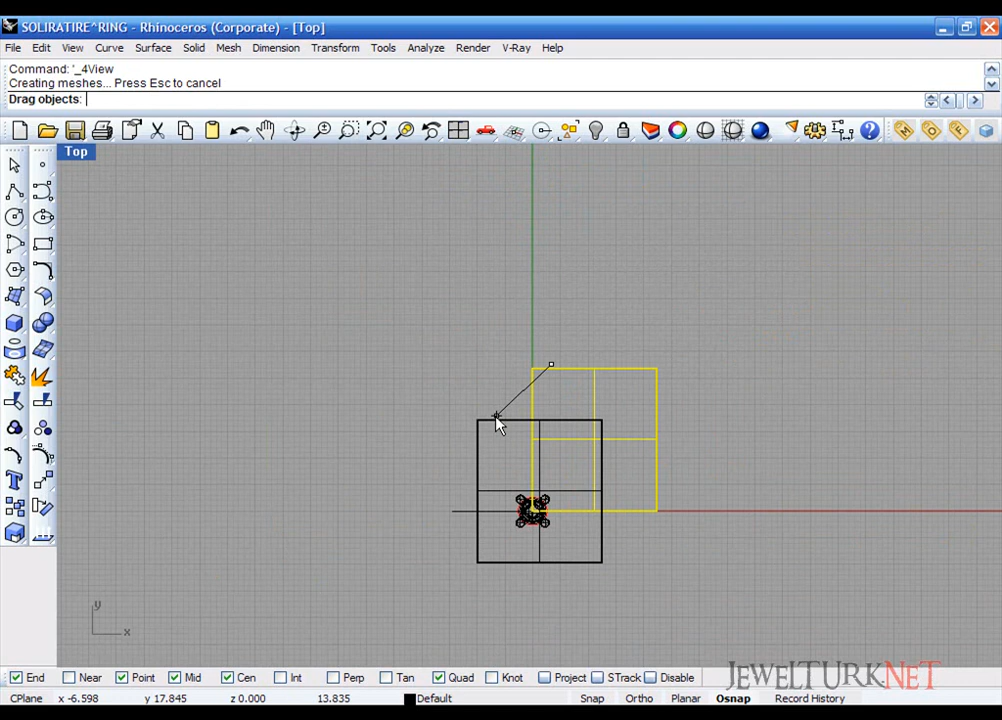 SOLIRATIRE^RING - Rhinoceros (Corporate) - [Top]
File Edit View Curve Surface Solid Mesh Dimension Transform Tools Analyze Render V-Ray Help
Command: '_4View
Creating meshes... Press Esc to cancel
Drag objects:
M O F
Top
T
y
x
End Near Point Mid Cen Int Perp Tan Quad Knot Project STrack Disable
JEWELTURK.NET
CPlane x -6.598 y 17.845 z 0.000 13.835 Default Snap Ortho Planar Osnap Record History